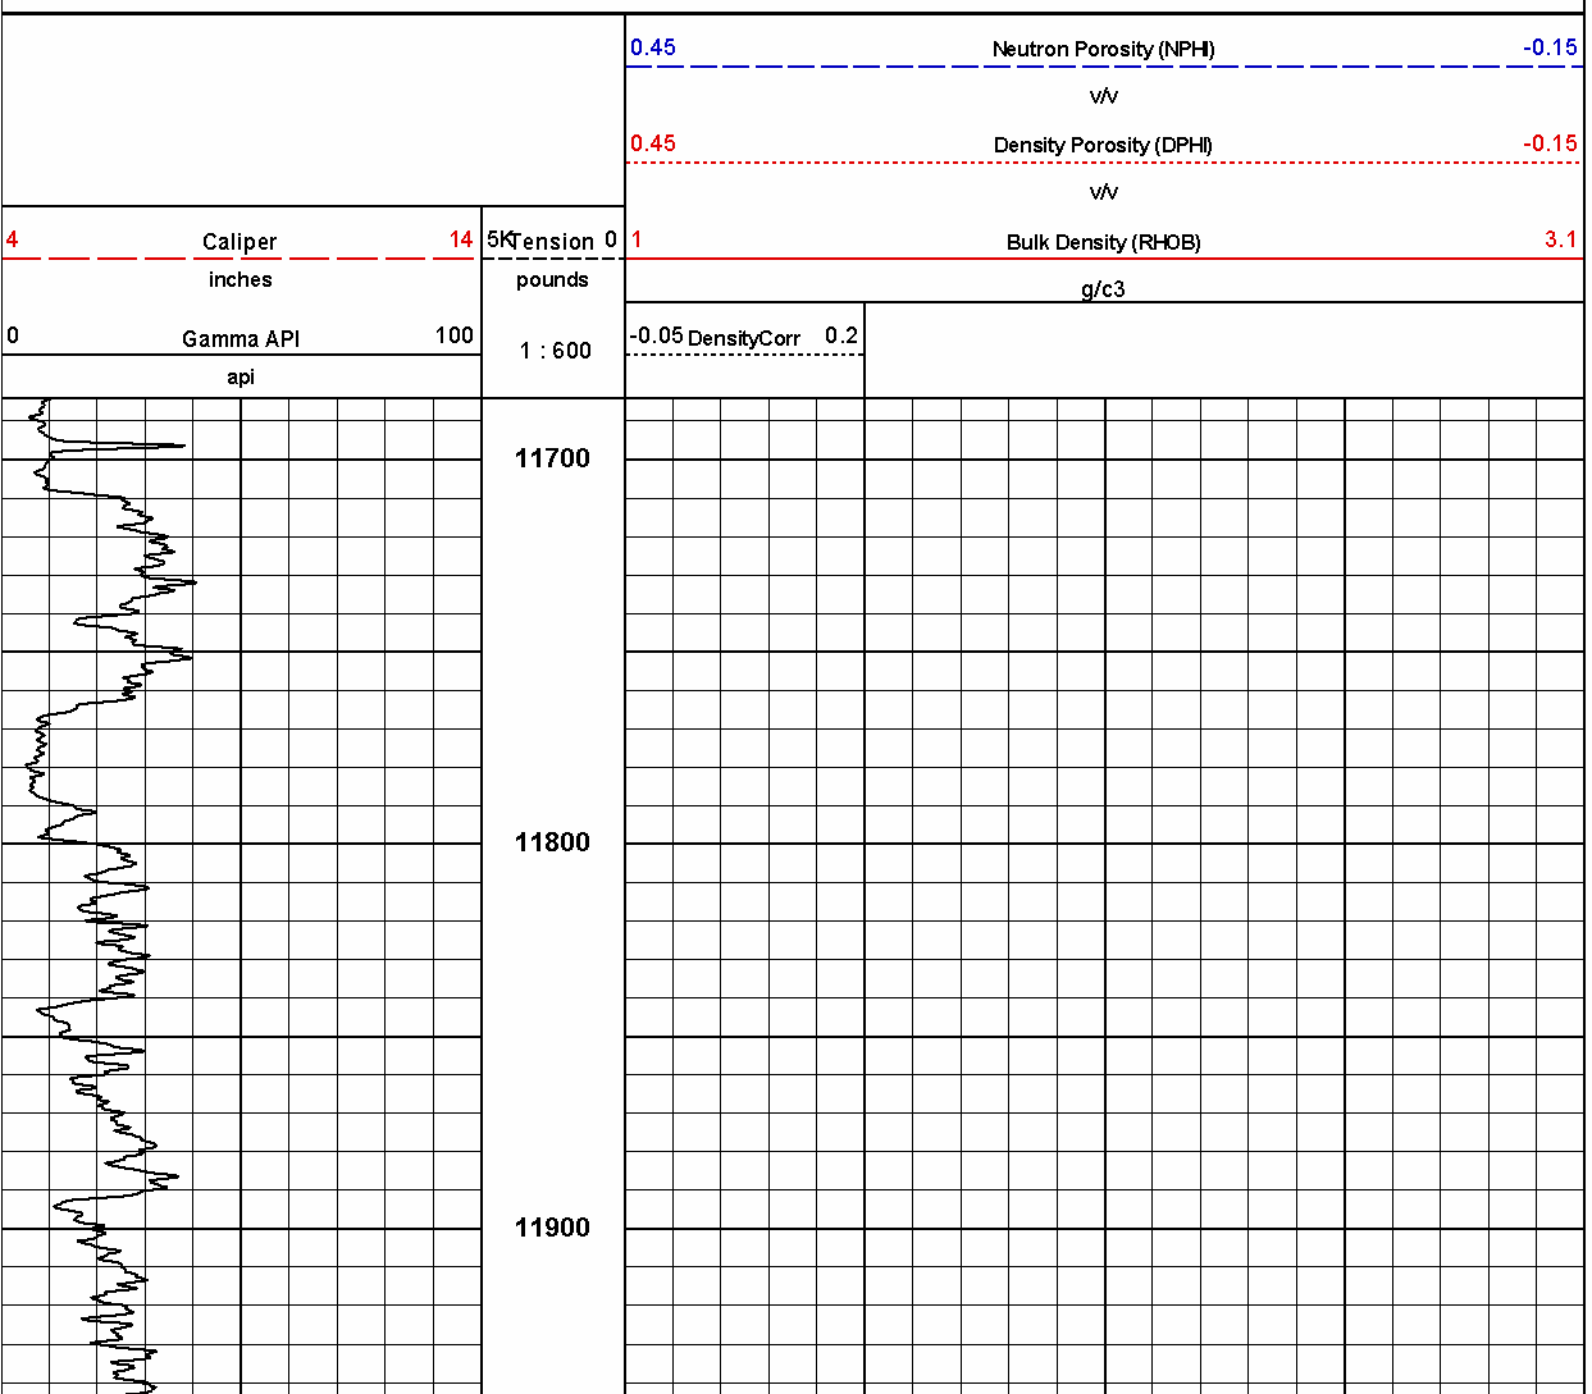 0.45 Neutron Porosity (NPHI) -0.15
v/v
0.45 Density Porosity (DPHI) -0.15
v/v
4 Caliper 14 5K Tension 0 1 Bulk Density (RHOB) 3.1
inches pounds g/c3
0 Gamma API 100 1 : 600 -0.05 DensityCorr 0.2
api
11700
11800
11900